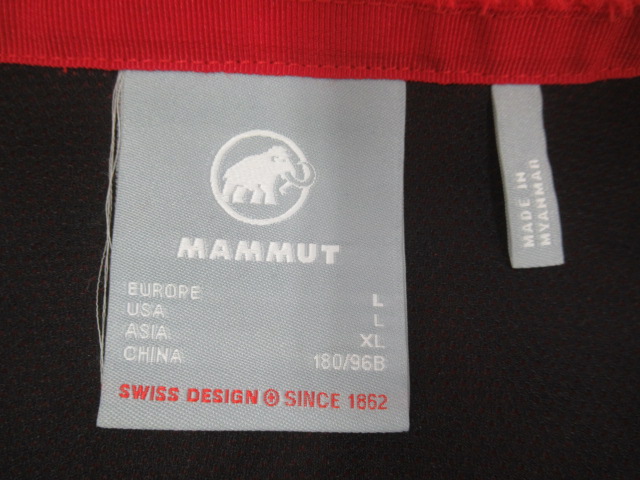 MAMMUT
EUROPE L
USA L
ASIA XL
CHINA 180/96B
SWISS DESIGN SINCE 1862
MADE IN
MYANMAR